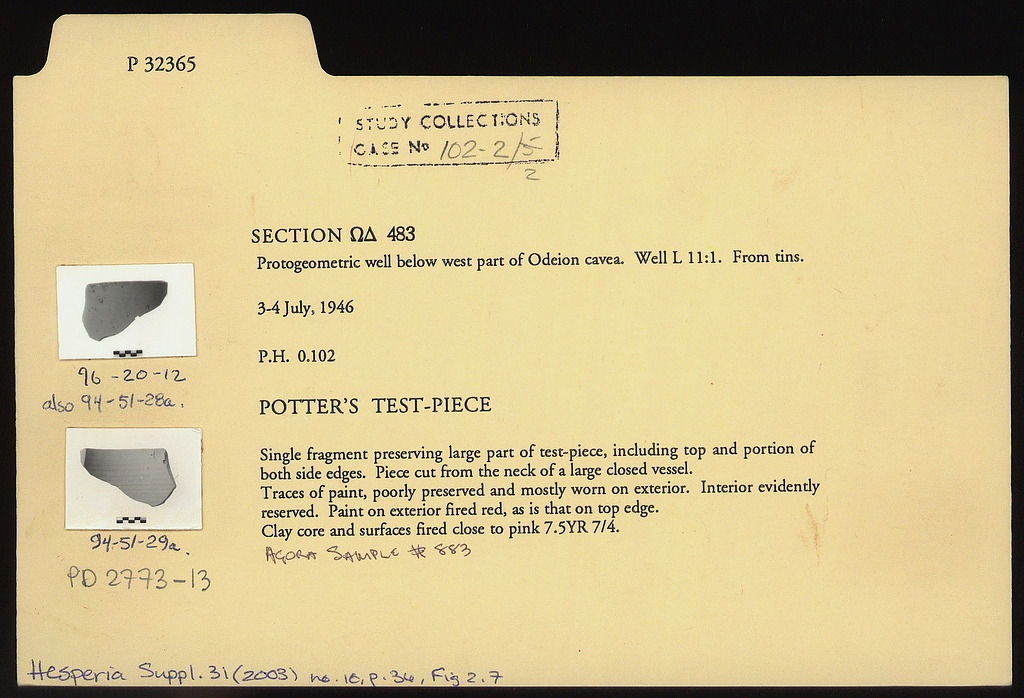 P 32365
STUDY COLLECTIONS
CASE No 102-2/5
2
SECTION ΩΔ 483
Protogeometric well below west part of Odeion cavea. Well L 11:1. From tins.
3-4 July, 1946
P.H. 0.102
96-20-12
also 94-51-28a.
POTTER'S TEST-PIECE
Single fragment preserving large part of test-piece, including top and portion of
both side edges. Piece cut from the neck of a large closed vessel.
Traces of paint, poorly preserved and mostly worn on exterior. Interior evidently
reserved. Paint on exterior fired red, as is that on top edge.
Clay core and surfaces fired close to pink 7.5YR 7/4.
AGORA SAMPLE # 883
94-51-29a.
PD 2773-13
Hesperia Suppl. 31 (2003) no. 10, p. 36, Fig 2.7